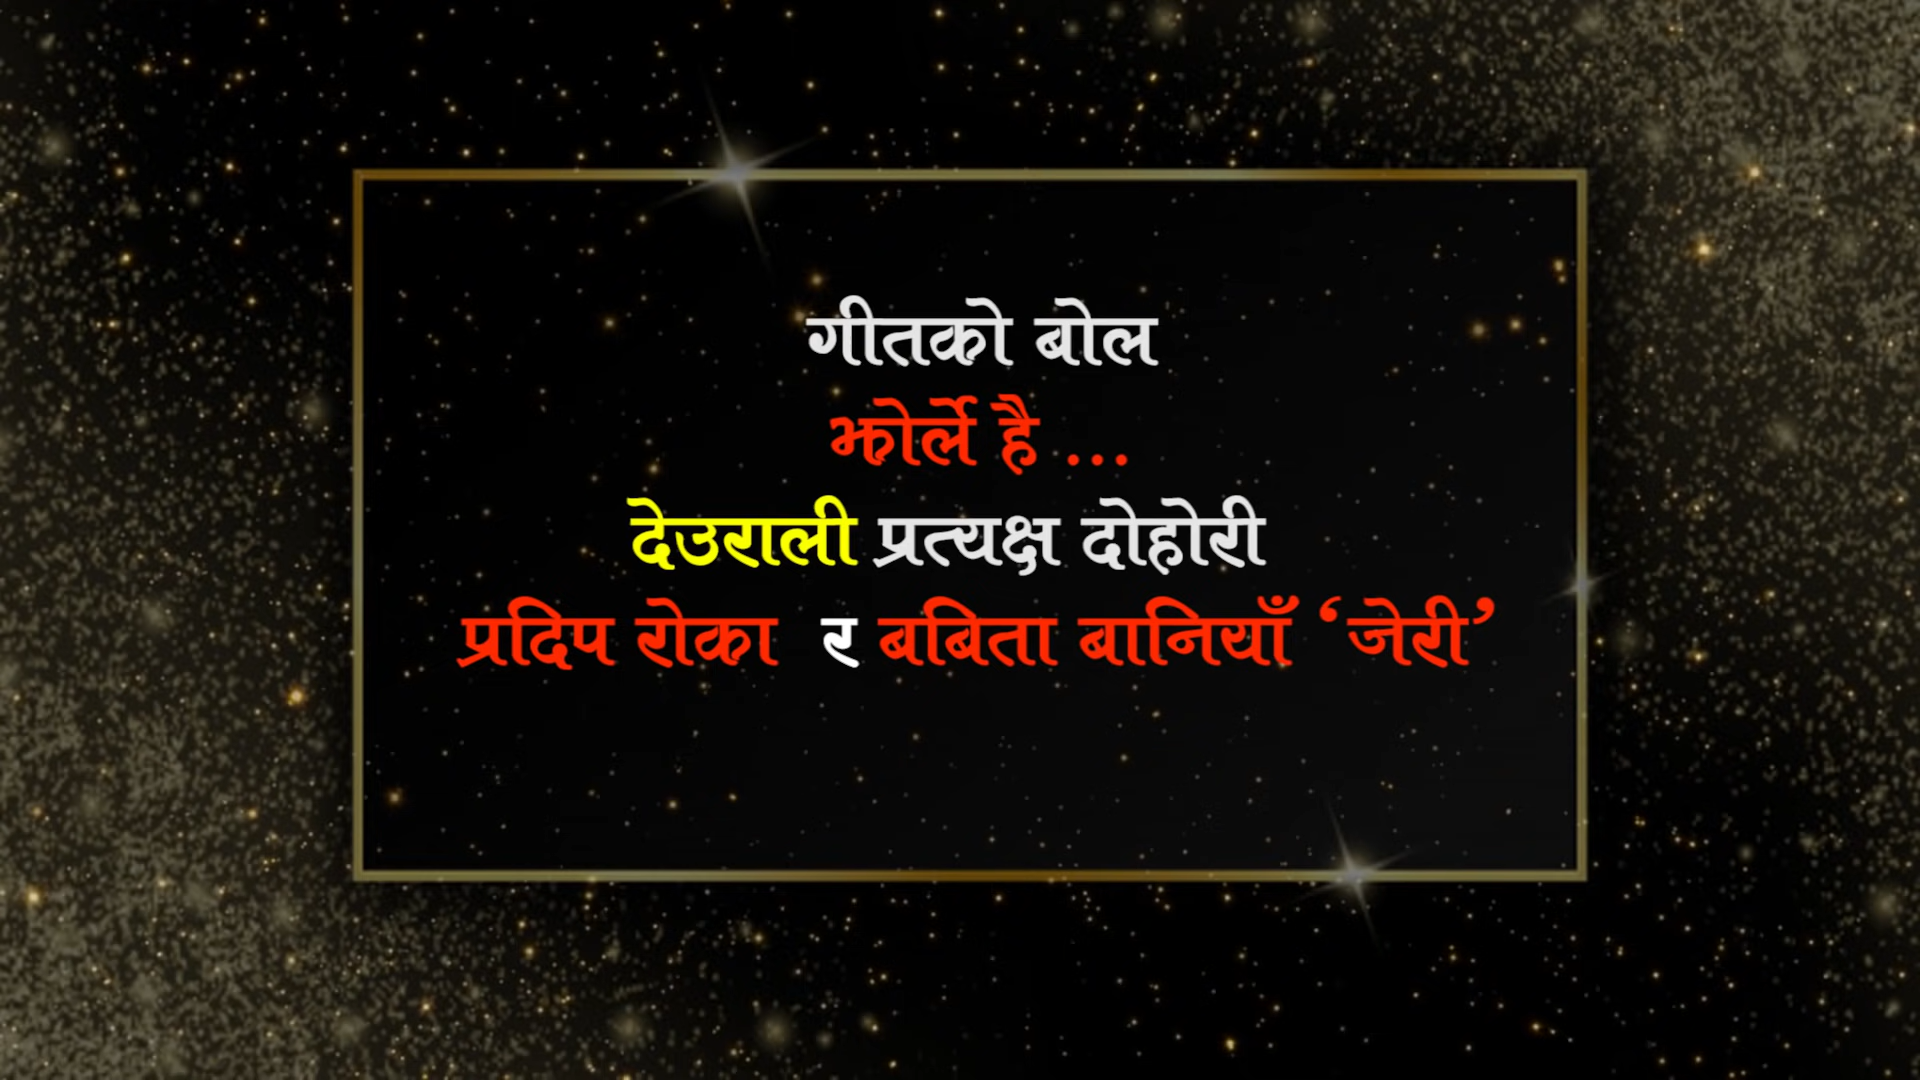 गीतको बोल
झोर्ले है ...
देउराली प्रत्यक्ष दोहोरी
प्रदिप रोका र बबिता बानियाँ ‘जेरी’